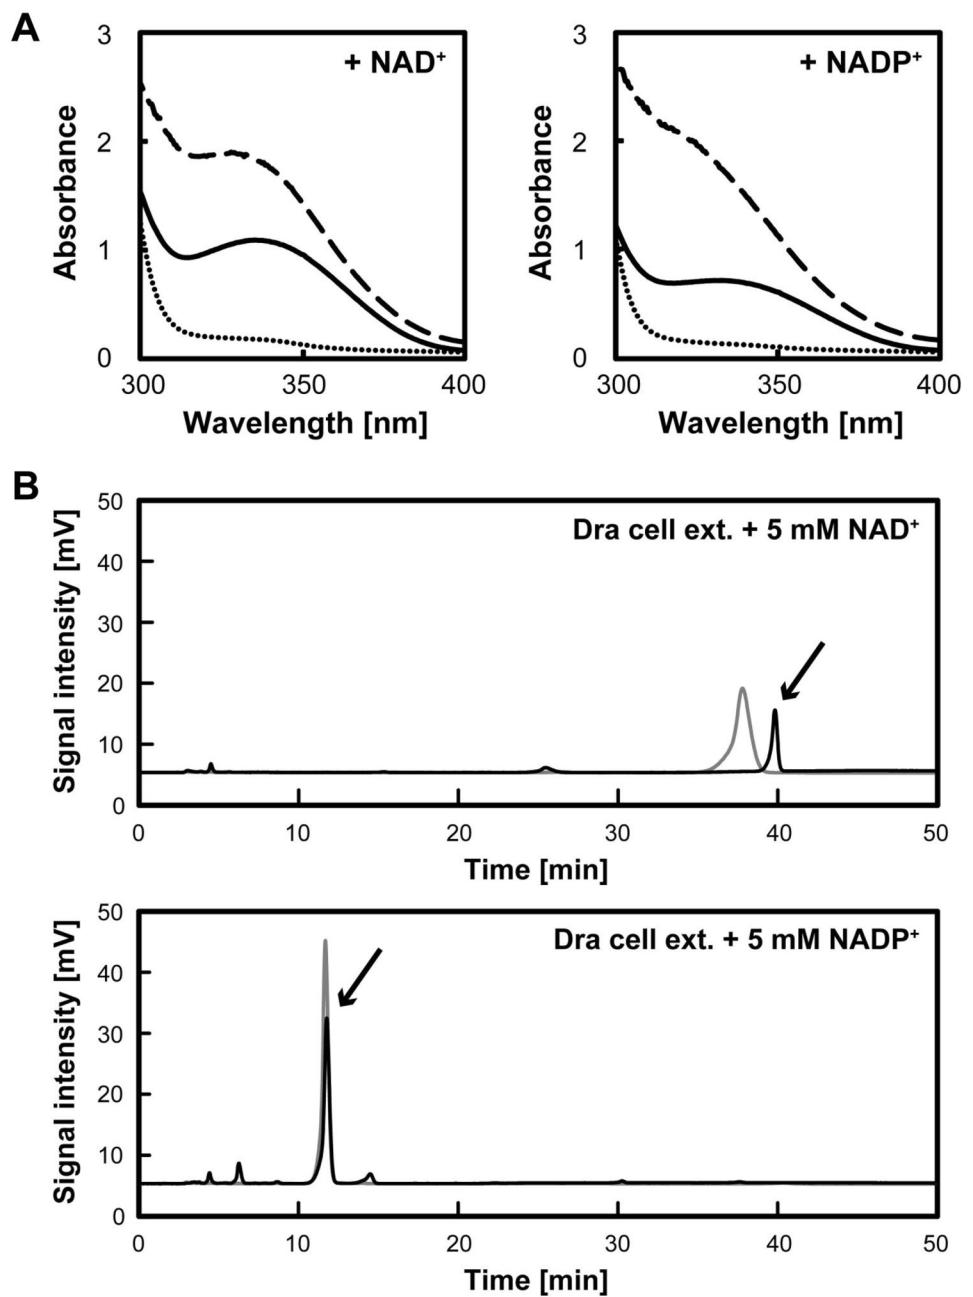 A
+ NAD⁺
+ NADP⁺
3
2
1
0
Absorbance
300
350
400
Wavelength [nm]
3
2
1
0
Absorbance
300
350
400
Wavelength [nm]
B
Dra cell ext. + 5 mM NAD⁺
50
40
30
20
10
0
Signal intensity [mV]
0
10
20
30
40
50
Time [min]
Dra cell ext. + 5 mM NADP⁺
50
40
30
20
10
0
Signal intensity [mV]
0
10
20
30
40
50
Time [min]